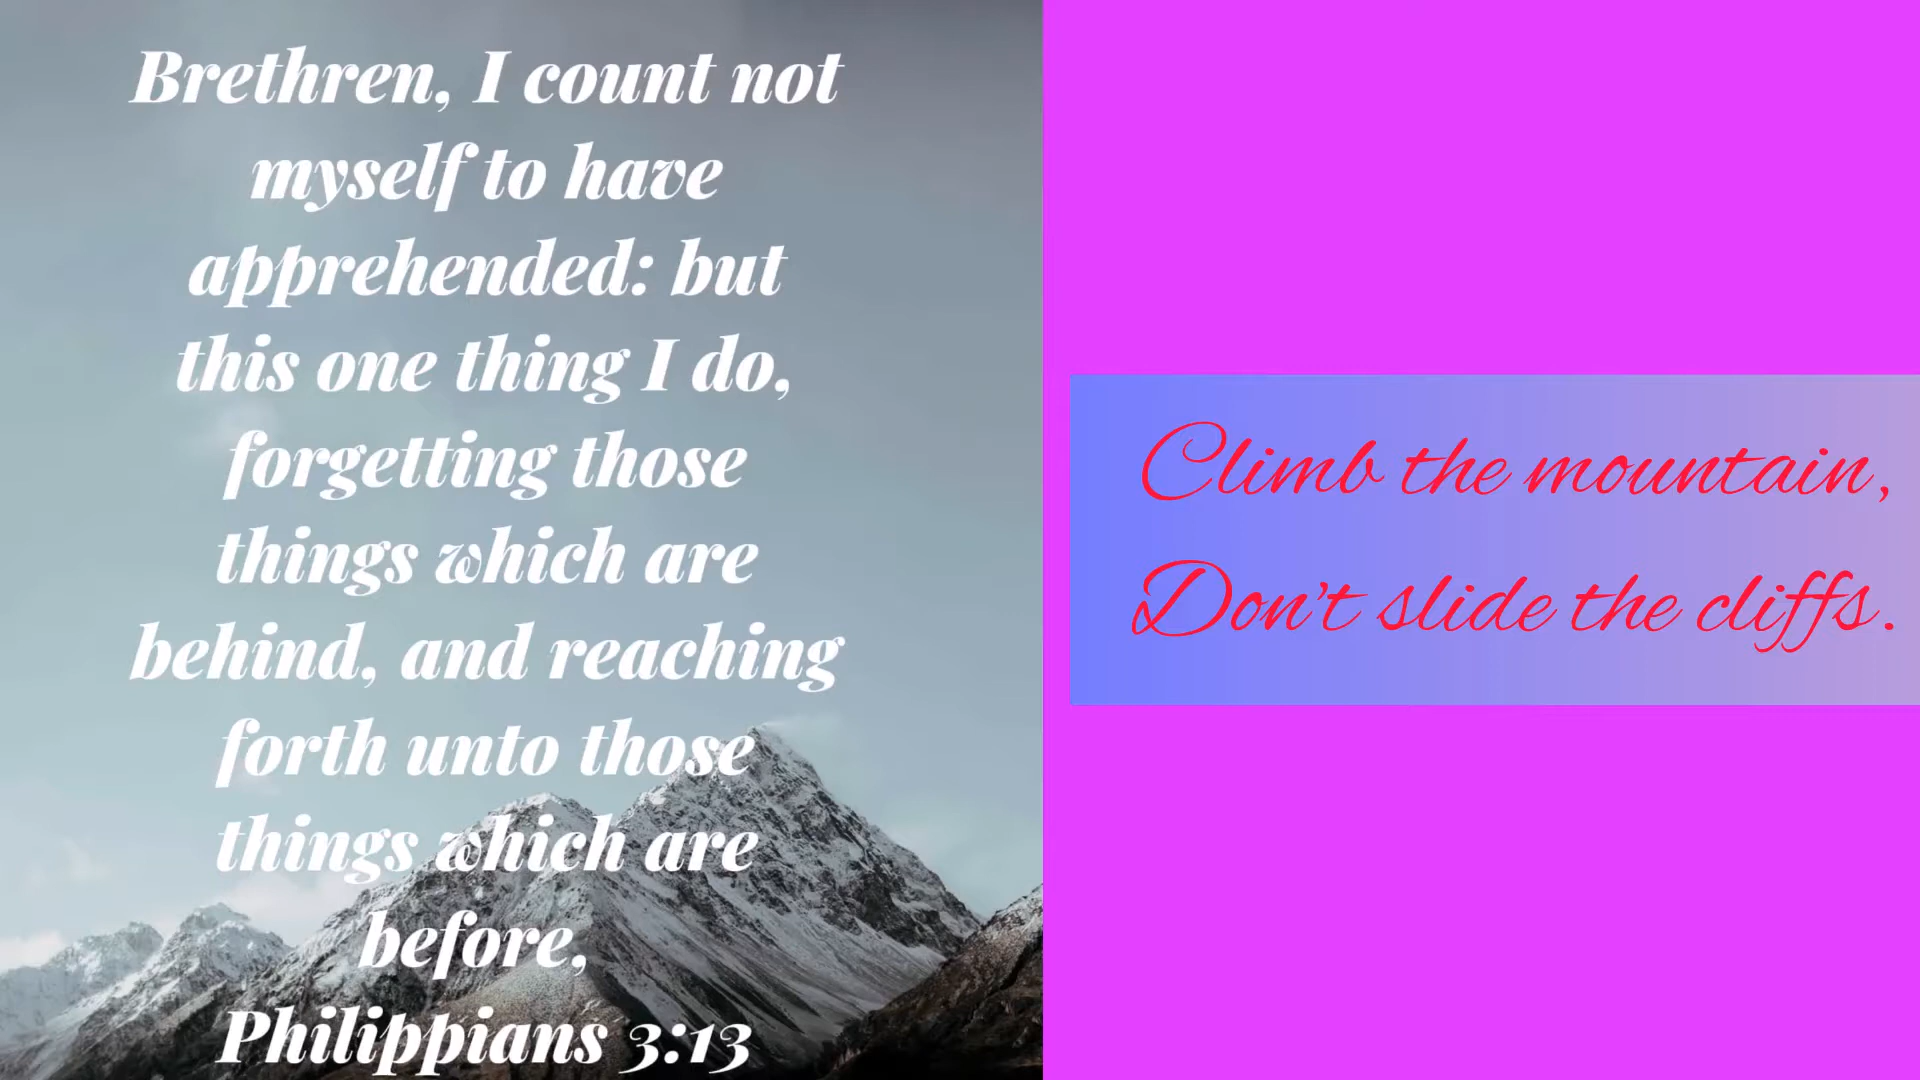 Brethren, I count not
myself to have
apprehended: but
this one thing I do,
forgetting those
things which are
behind, and reaching
forth unto those
things which are
before,
Philippians 3:13
Climb the mountain,
Don't slide the cliffs.